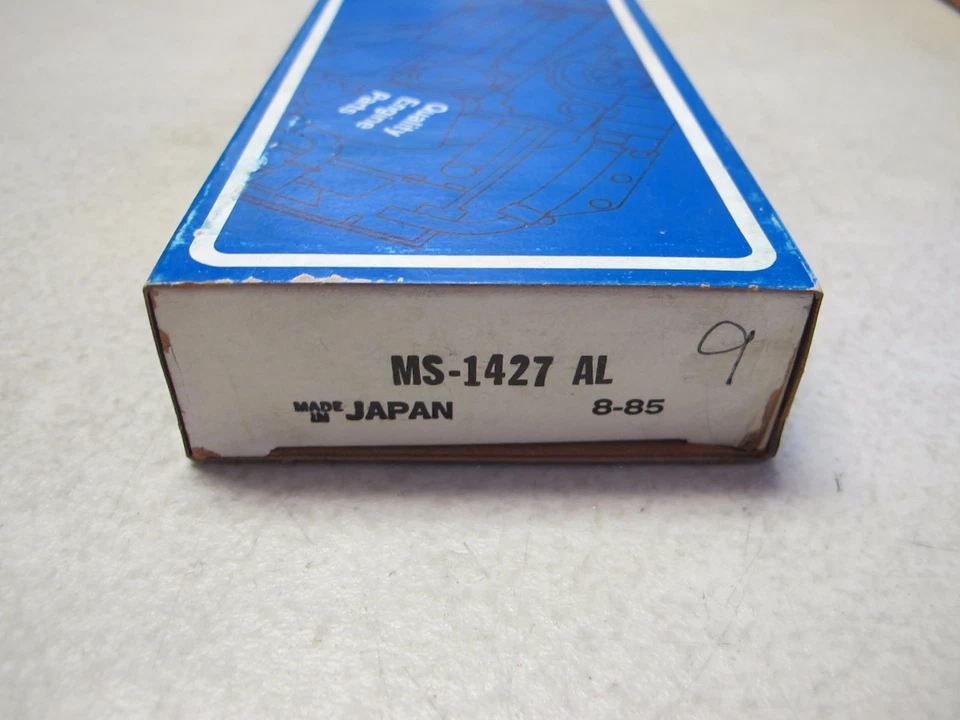 Quality
Engine
Parts
MS-1427 AL
9
MADE IN JAPAN
8-85